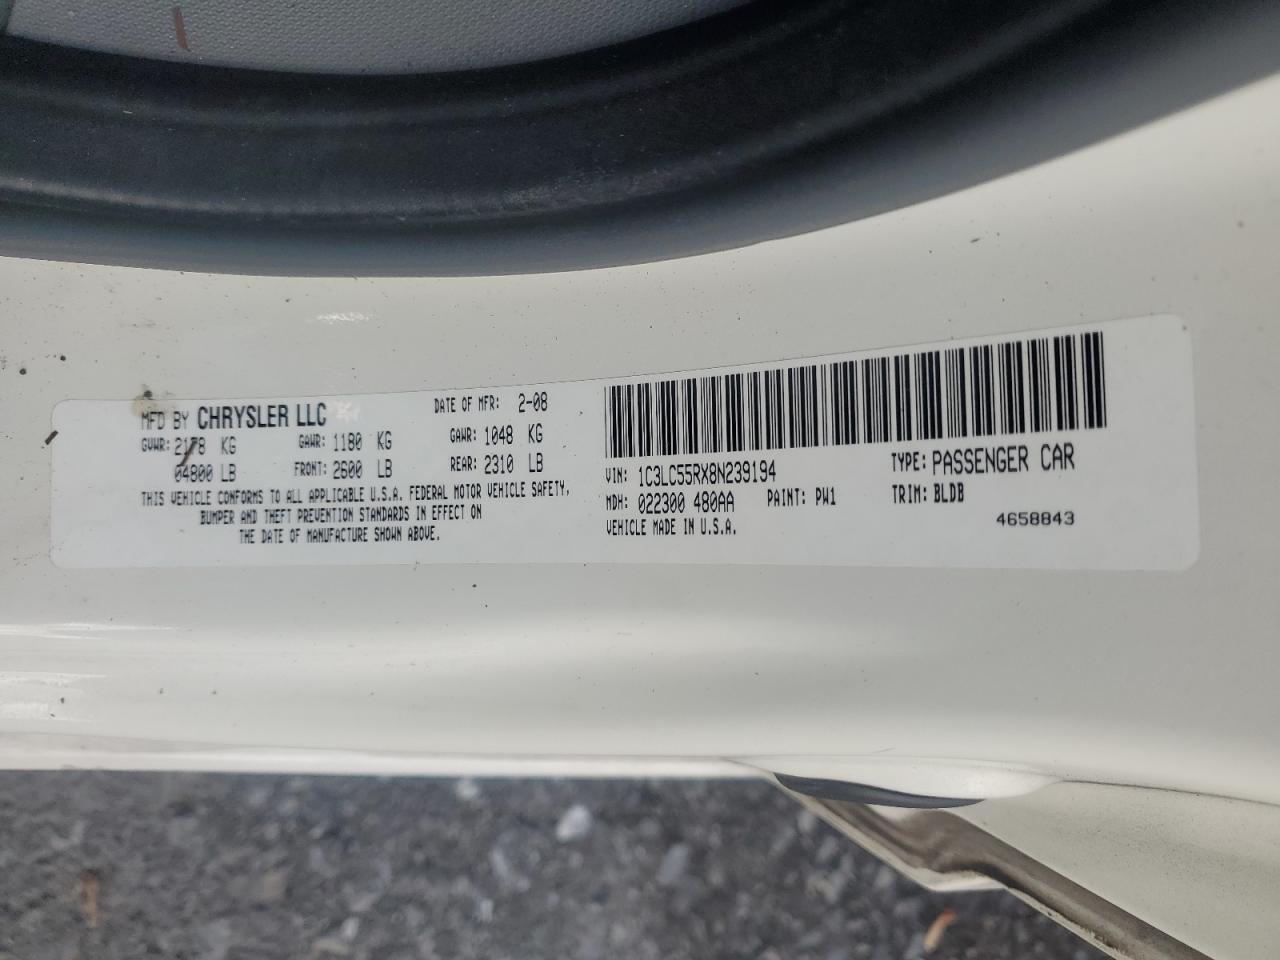 MFD BY CHRYSLER LLC DATE OF MFR: 2-08
GVWR: 2178 KG GAWR: 1180 KG GAWR: 1048 KG
04800 LB FRONT: 2600 LB REAR: 2310 LB
THIS VEHICLE CONFORMS TO ALL APPLICABLE U.S.A. FEDERAL MOTOR VEHICLE SAFETY,
BUMPER AND THEFT PREVENTION STANDARDS IN EFFECT ON
THE DATE OF MANUFACTURE SHOWN ABOVE.
VIN: 1C3LC55RX8N239194 TYPE: PASSENGER CAR
MDH: 022300 480AA PAINT: PW1 TRIM: BLDB
VEHICLE MADE IN U.S.A. 4658843